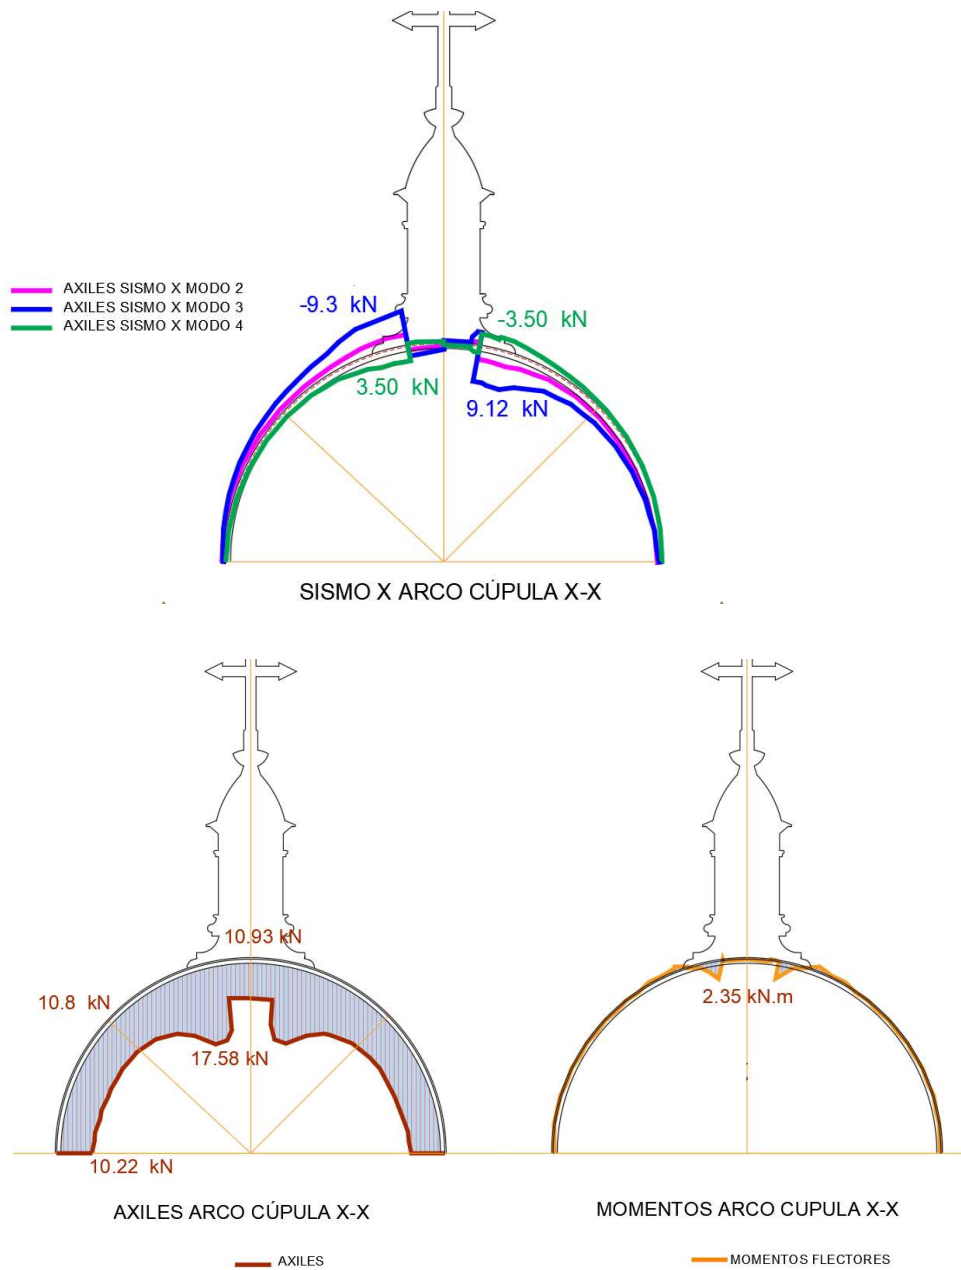 AXILES SISMO X MODO 2
AXILES SISMO X MODO 3
AXILES SISMO X MODO 4
-9.3 kN
-3.50 kN
3.50 kN
9.12 kN
SISMO X ARCO CÚPULA X-X
10.93 kN
10.8 kN
17.58 kN
10.22 kN
AXILES ARCO CÚPULA X-X
AXILES
2.35 kN.m
MOMENTOS ARCO CUPULA X-X
MOMENTOS FLECTORES